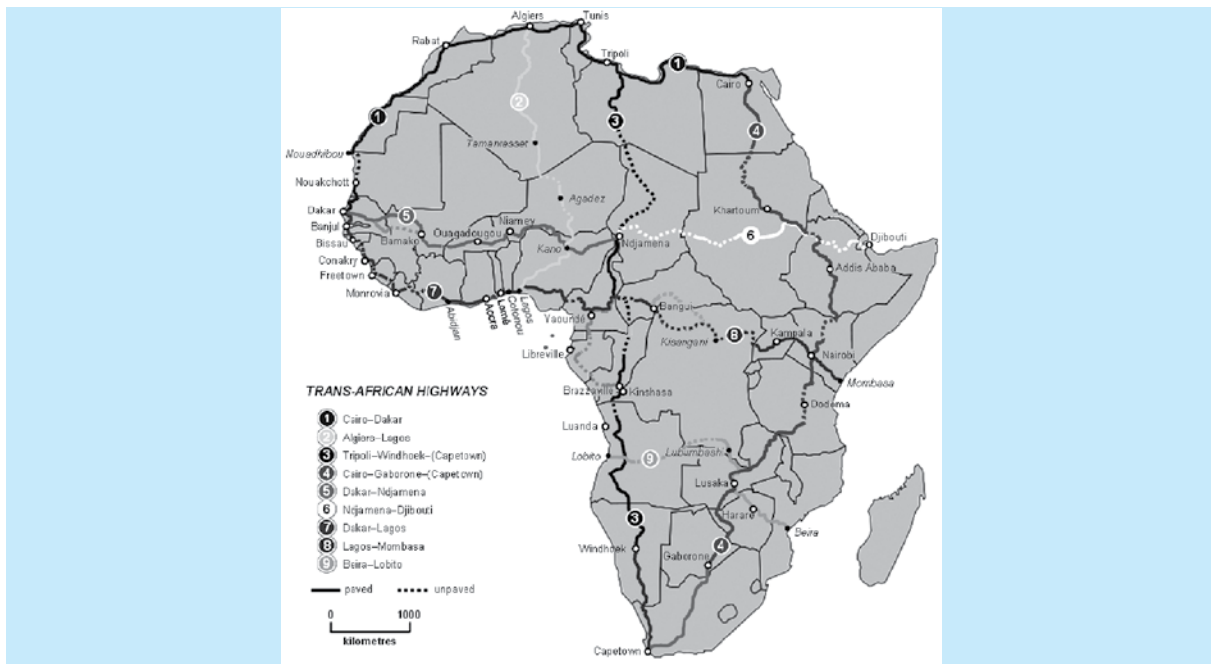 Algiers
Tunis
Rabat
Tripoli
1
Cairo
2
1
3
4
Tamanrasset
Nouadhibou
Nouakchott
Agadez
Khartoum
Dakar
5
Niamey
Banjul
Ouagadougou
Djibouti
Bamako
Kano
Ndjamena
6
Bissau
Conakry
Addis Ababa
Freetown
Monrovia
7
Abidjan
Accra
Lomé
Cotonou
Lagos
Yaoundé
Bangui
8
Kampala
Kisangani
Libreville
Nairobi
Brazzaville
Kinshasa
Mombasa
TRANS-AFRICAN HIGHWAYS
Dodoma
1 Cairo–Dakar
Luanda
2 Algiers–Lagos
3 Tripoli–Windhoek–(Capetown)
Lobito
9
Lubumbashi
4 Cairo–Gaborone–(Capetown)
5 Dakar–Ndjamena
Lusaka
6 Ndjamena–Djibouti
Harare
7 Dakar–Lagos
3
Beira
8 Lagos–Mombasa
Windhoek
4
Gaborone
9 Beira–Lobito
paved
unpaved
0 1000
kilometres
Capetown